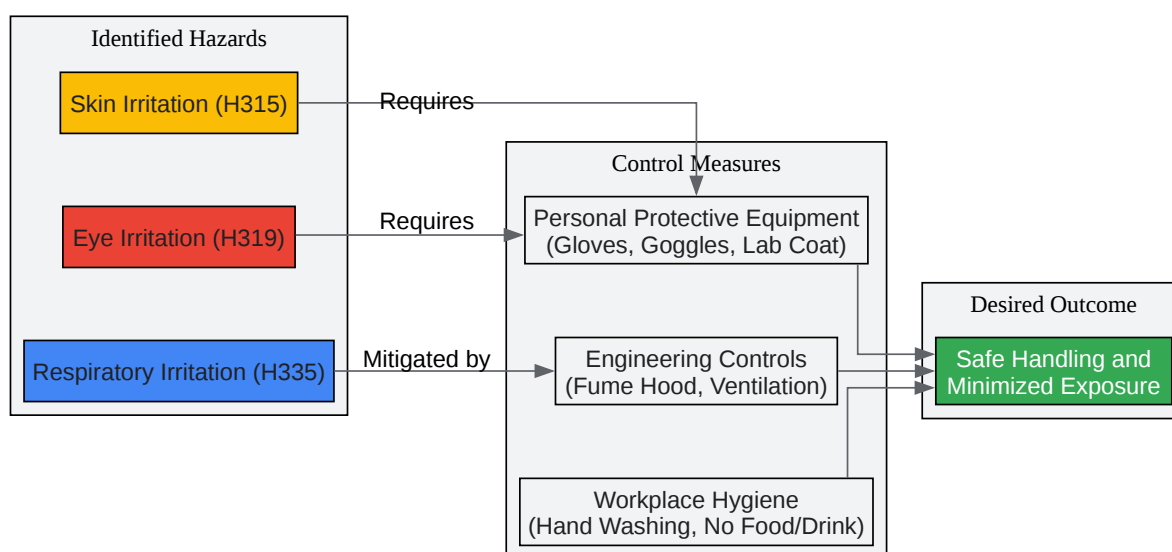 Identified Hazards
Skin Irritation (H315)
Requires
Eye Irritation (H319)
Requires
Respiratory Irritation (H335)
Mitigated by
Control Measures
Personal Protective Equipment
(Gloves, Goggles, Lab Coat)
Engineering Controls
(Fume Hood, Ventilation)
Workplace Hygiene
(Hand Washing, No Food/Drink)
Desired Outcome
Safe Handling and
Minimized Exposure